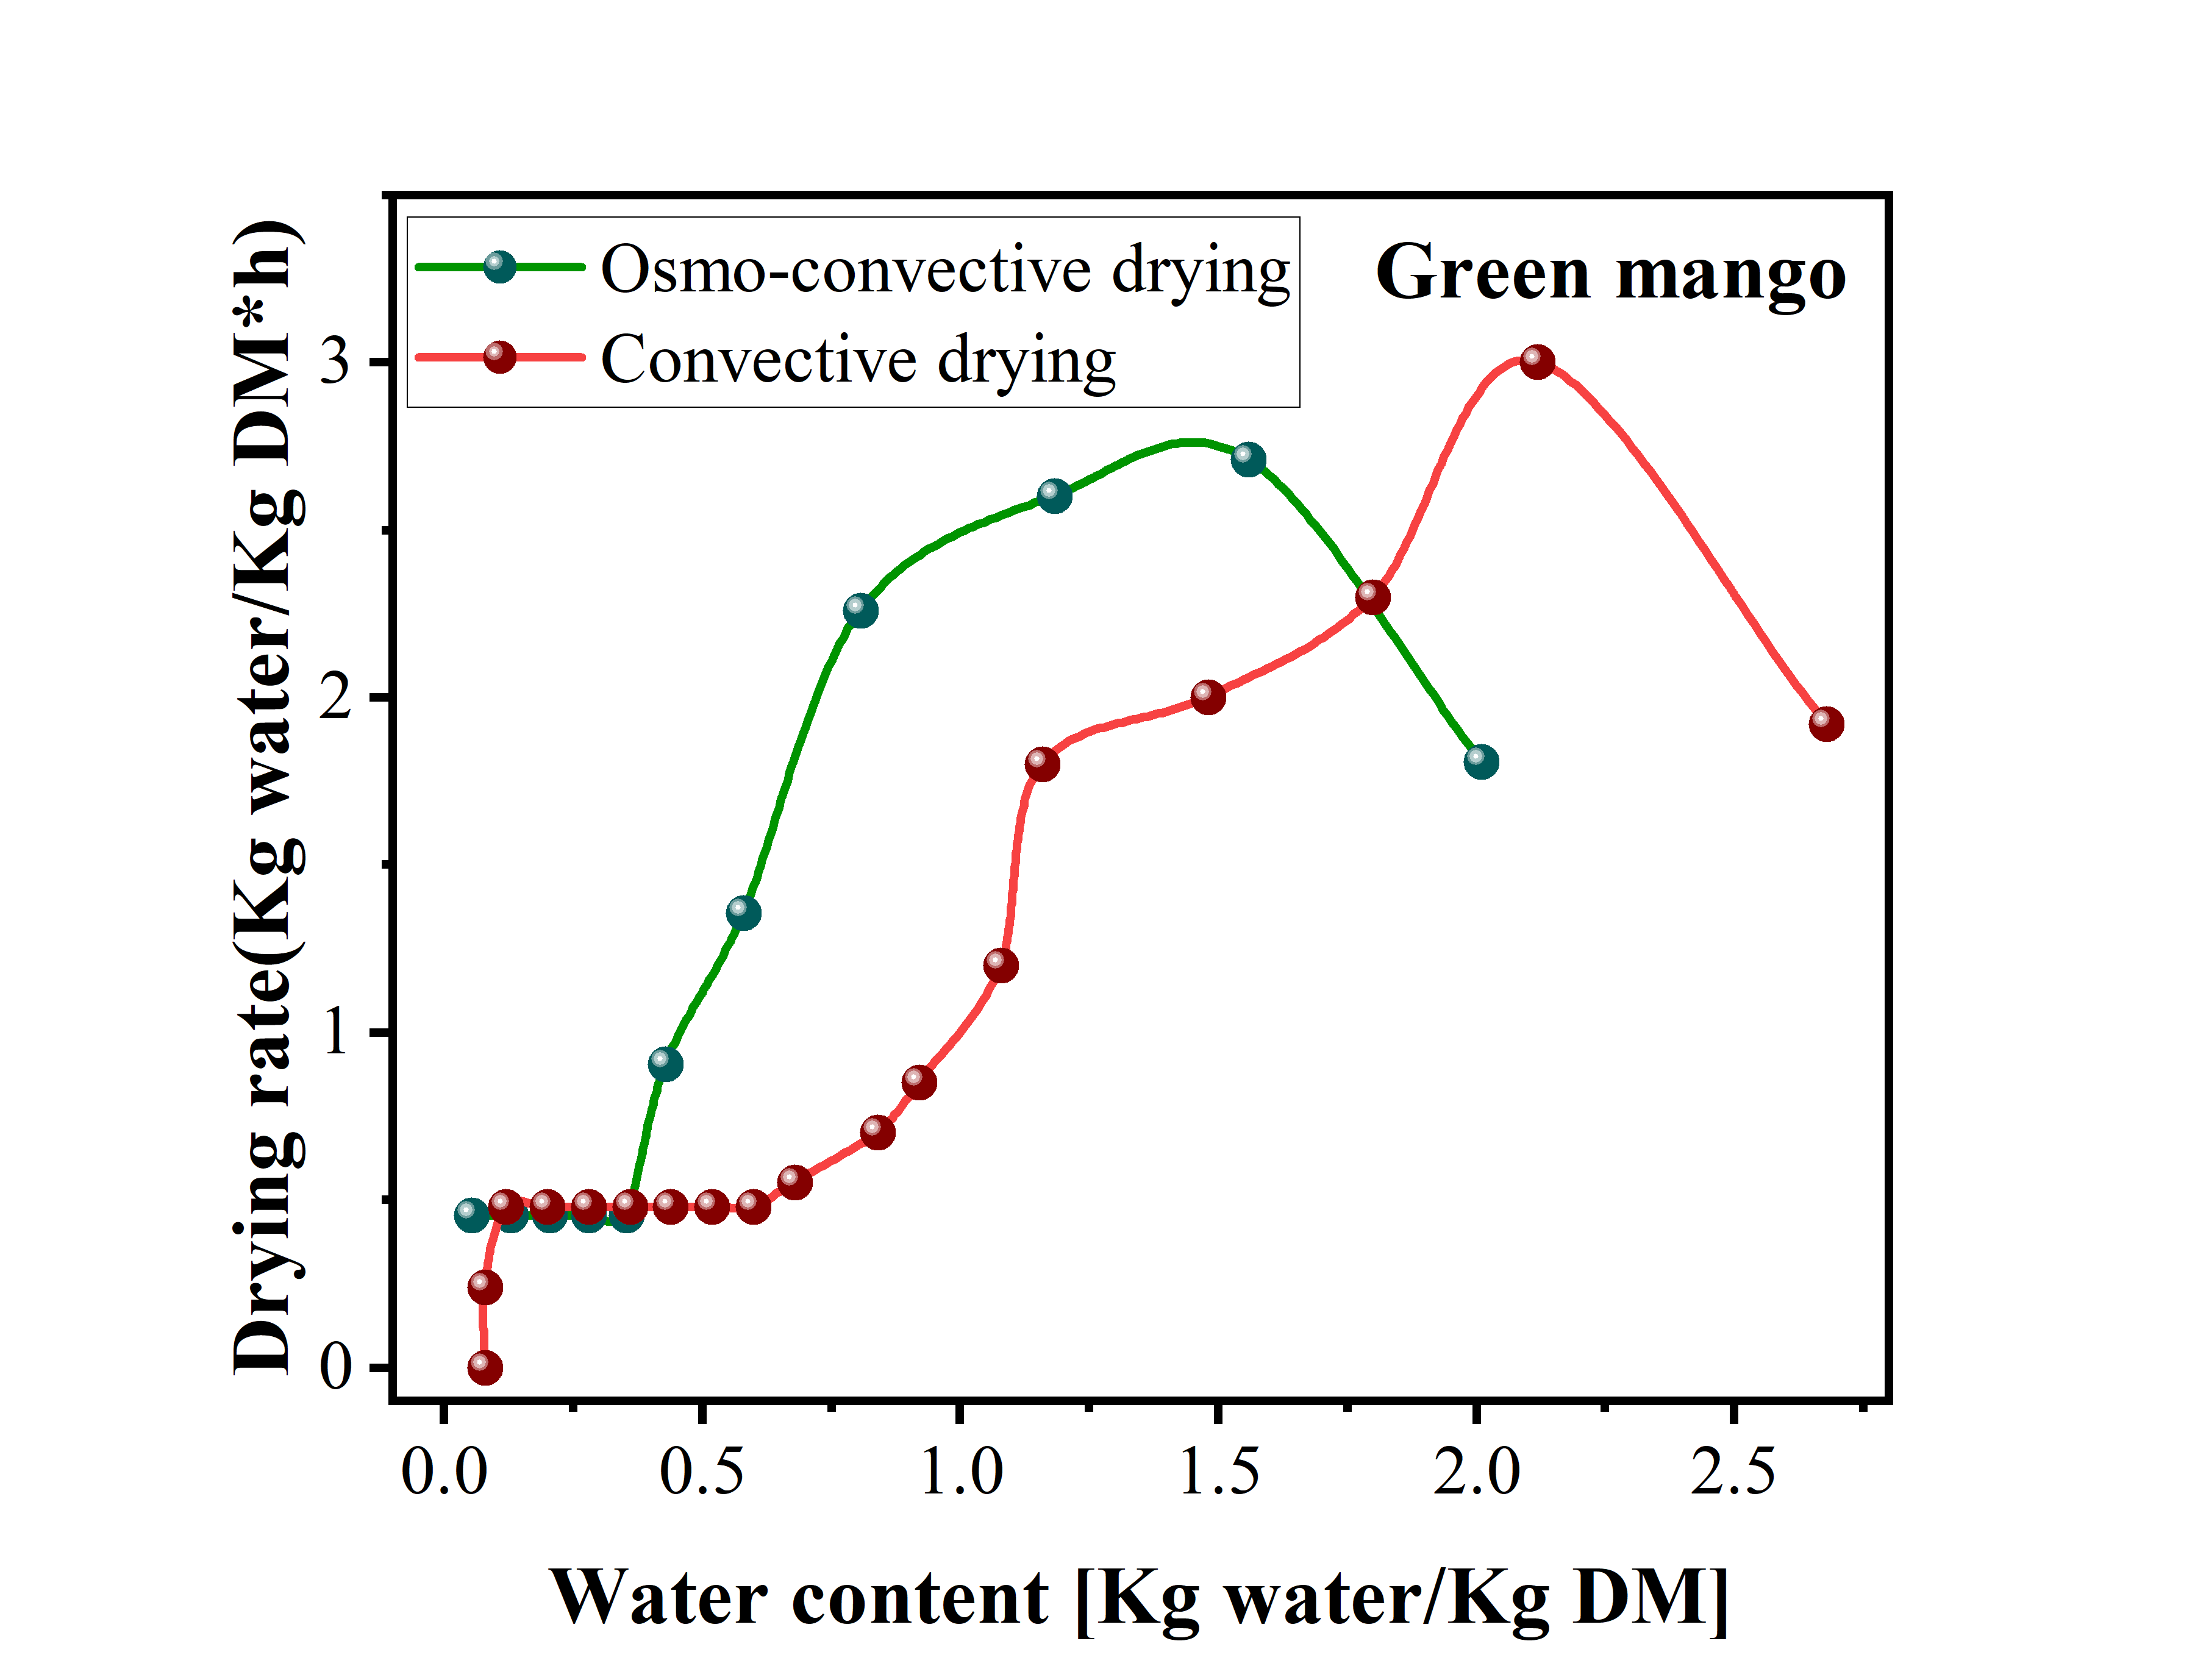 Osmo-convective drying
Convective drying
Green mango
Drying rate(Kg water/Kg DM*h)
3
2
1
0
0.0 0.5 1.0 1.5 2.0 2.5
Water content [Kg water/Kg DM]